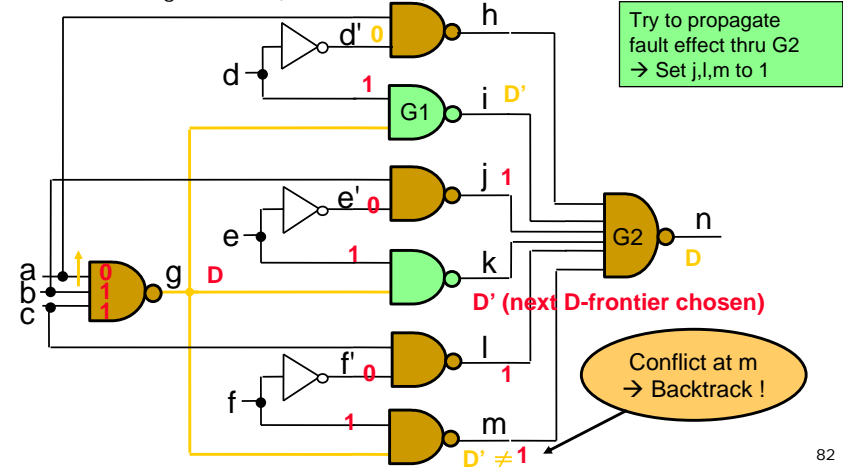 h
d' 0
Try to propagate
fault effect thru G2
→ Set j,l,m to 1
d
1
i D'
G1
j 1
e' 0
e
G2
n
D
1
k
a 0
b 1
c 1
g D
D' (next D-frontier chosen)
l
1
f' 0
Conflict at m
→ Backtrack !
f
1
m
D' ≠ 1
82